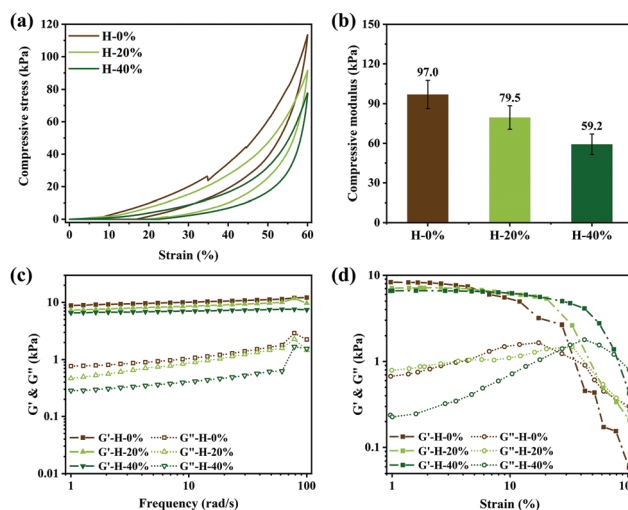 (a)
120
100
80
60
40
20
0
Compressive stress (kPa)
H-0%
H-20%
H-40%
0 10 20 30 40 50 60
Strain (%)
(b)
150
120
90
60
30
0
Compressive modulus (kPa)
97.0
79.5
59.2
H-0% H-20% H-40%
(c)
100
10
1
0.1
0.01
G' & G" (kPa)
G'-H-0% G"-H-0%
G'-H-20% G"-H-20%
G'-H-40% G"-H-40%
1 10 100
Frequency (rad/s)
(d)
10
1
0.1
G' & G" (kPa)
G'-H-0% G"-H-0%
G'-H-20% G"-H-20%
G'-H-40% G"-H-40%
1 10 100
Strain (%)